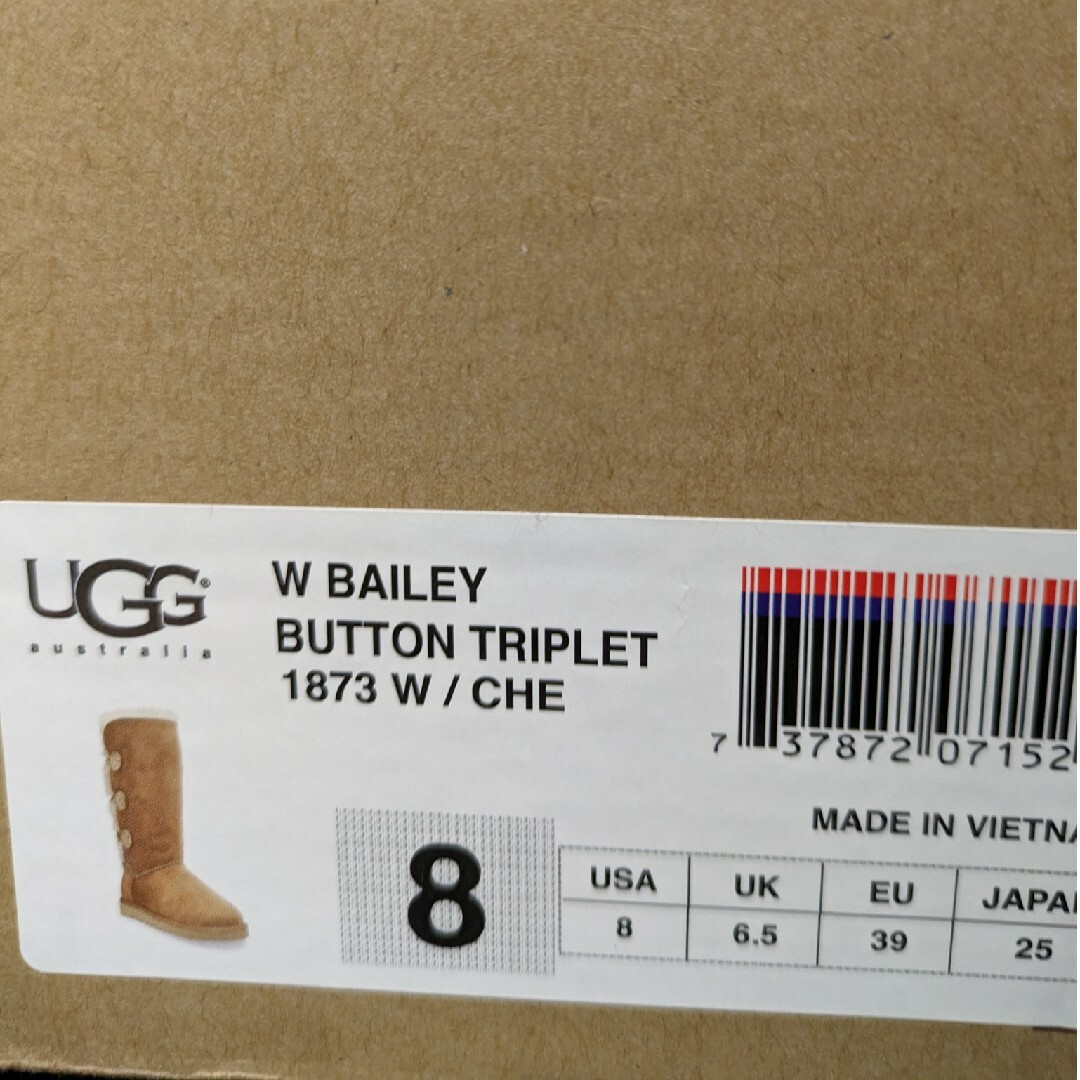 UGG®
australia
W BAILEY
BUTTON TRIPLET
1873 W / CHE
7 37872 07152
MADE IN VIETNA
8
USA UK EU JAPA
8 6.5 39 25